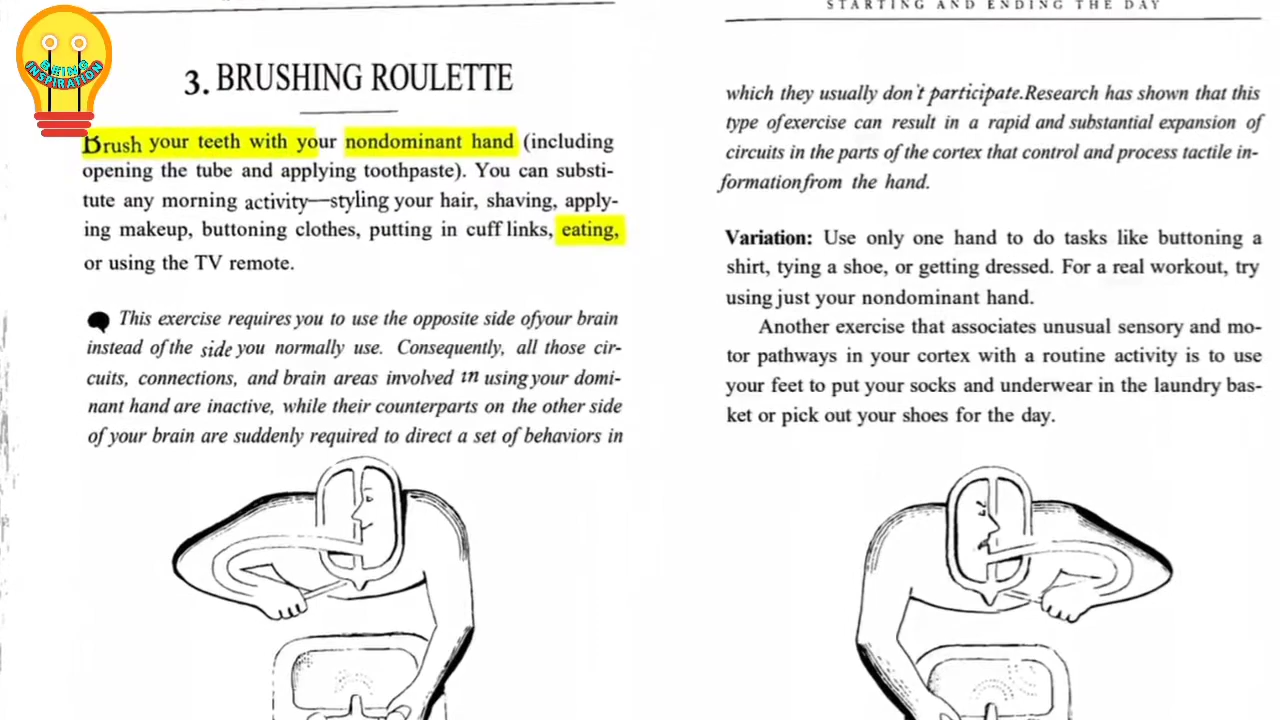 BEING
INSPIRATION
3. BRUSHING ROULETTE
Brush your teeth with your nondominant hand (including
opening the tube and applying toothpaste). You can substi-
tute any morning activity—styling your hair, shaving, apply-
ing makeup, buttoning clothes, putting in cuff links, eating,
or using the TV remote.
This exercise requires you to use the opposite side of your brain
instead of the side you normally use. Consequently, all those cir-
cuits, connections, and brain areas involved in using your domi-
nant hand are inactive, while their counterparts on the other side
of your brain are suddenly required to direct a set of behaviors in
STARTING AND ENDING THE DAY
which they usually don't participate. Research has shown that this
type of exercise can result in a rapid and substantial expansion of
circuits in the parts of the cortex that control and process tactile in-
formation from the hand.
Variation: Use only one hand to do tasks like buttoning a
shirt, tying a shoe, or getting dressed. For a real workout, try
using just your nondominant hand.
Another exercise that associates unusual sensory and mo-
tor pathways in your cortex with a routine activity is to use
your feet to put your socks and underwear in the laundry bas-
ket or pick out your shoes for the day.